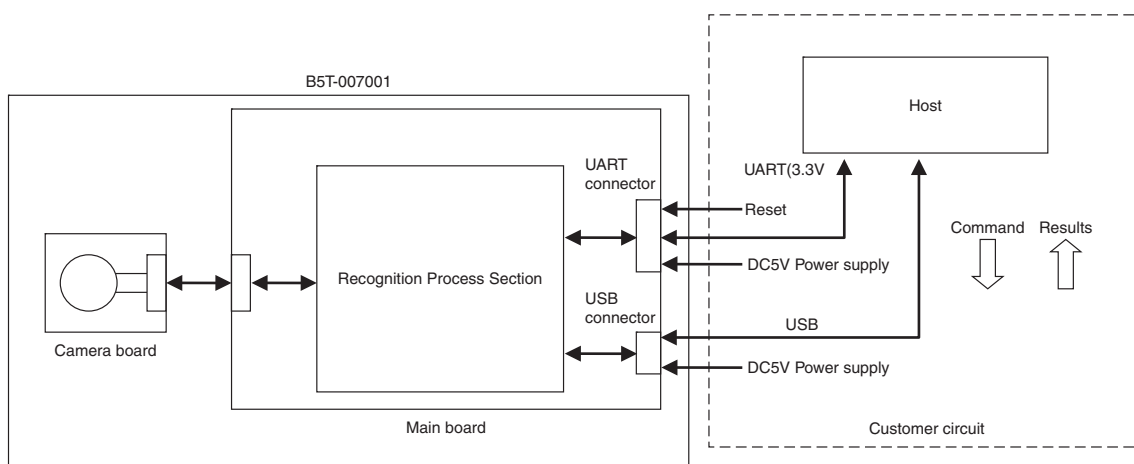 B5T-007001
Host
UART
connector
UART(3.3V
Reset
Command
Results
Recognition Process Section
DC5V Power supply
USB
connector
USB
Camera board
DC5V Power supply
Main board
Customer circuit